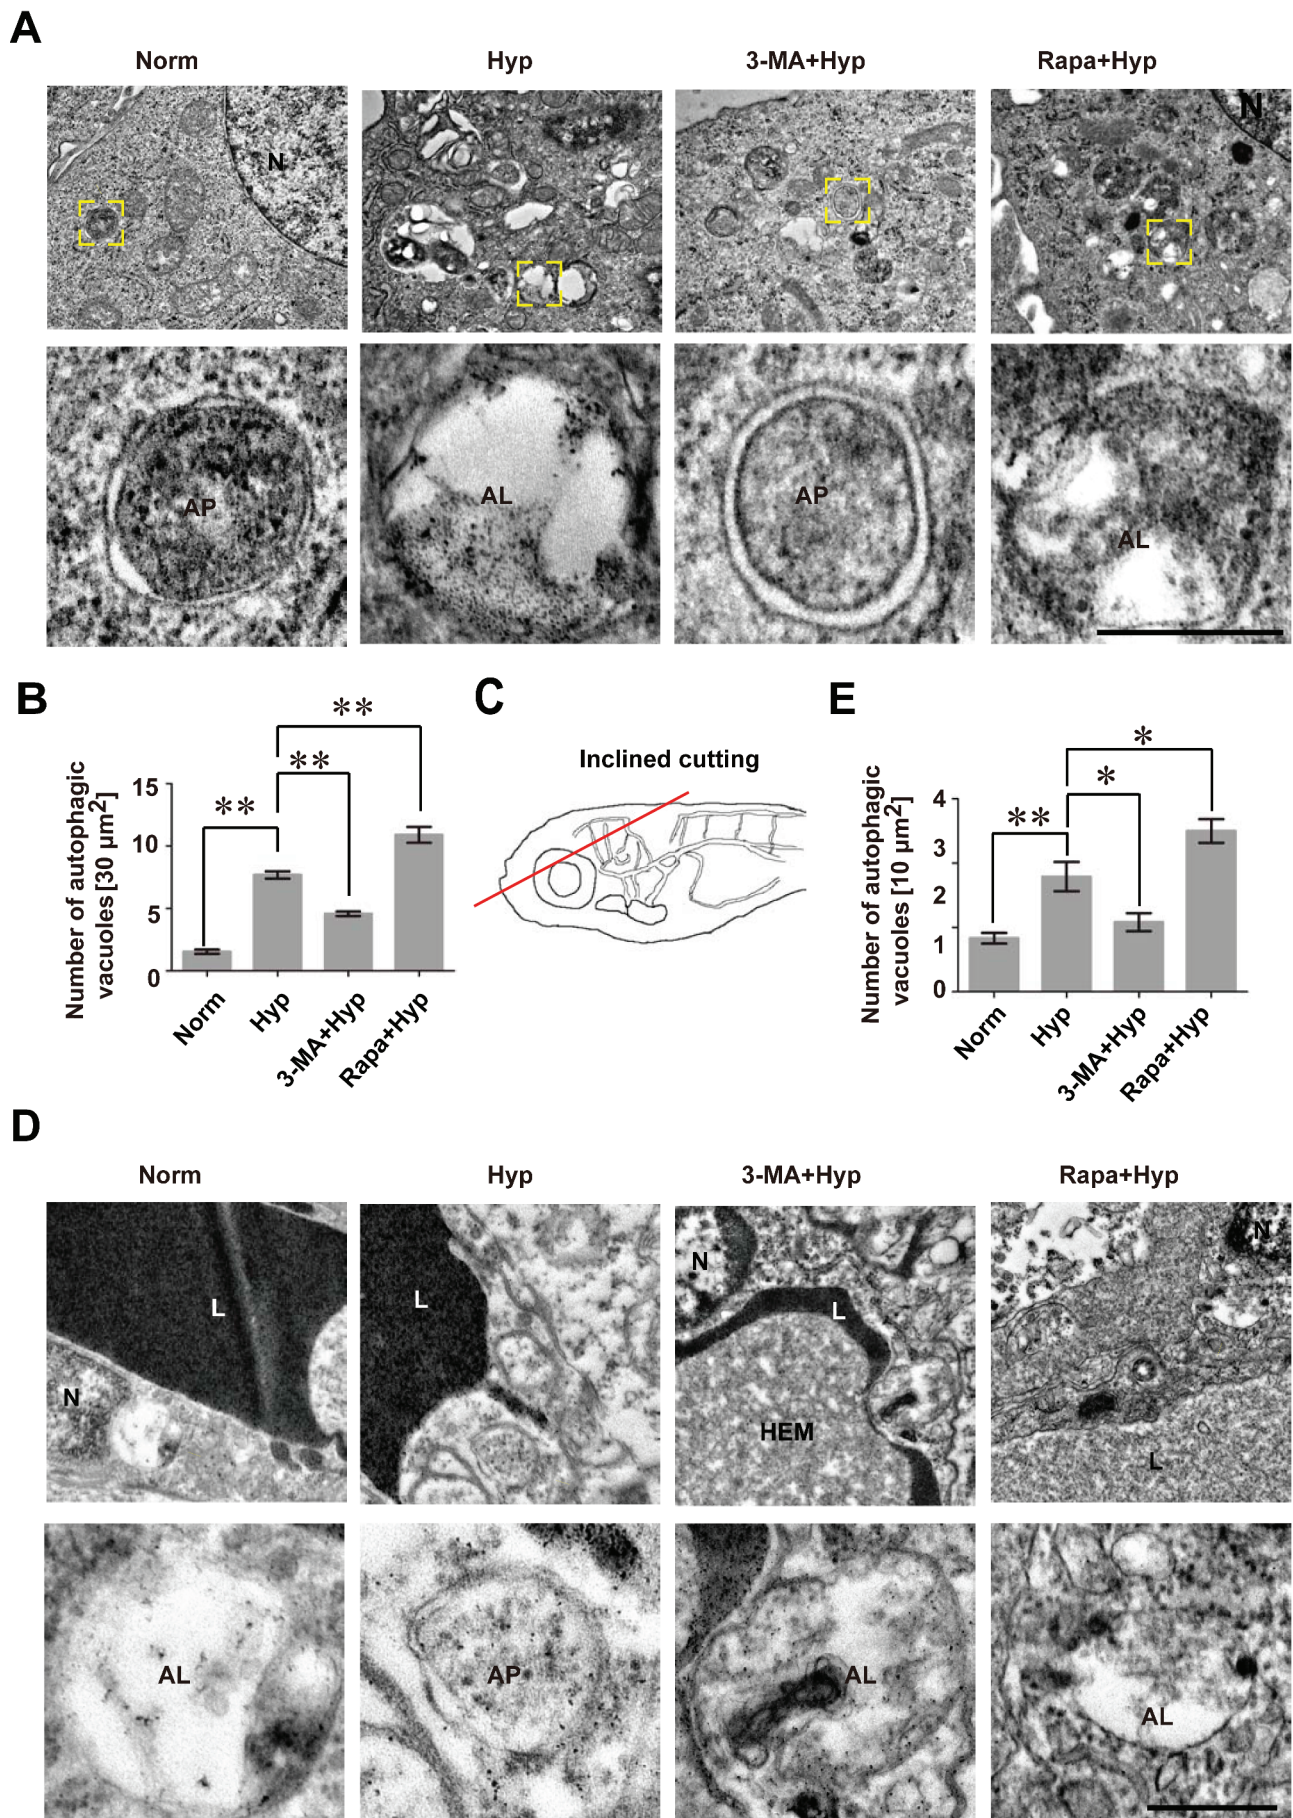 A
Norm
Hyp
3-MA+Hyp
Rapa+Hyp
N
N
AP
AL
AP
AL
B
Number of autophagic
vacuoles [30 µm2]
15
10
5
0
**
**
**
Norm
Hyp
3-MA+Hyp
Rapa+Hyp
C
Inclined cutting
E
Number of autophagic
vacuoles [10 µm2]
4
3
2
1
0
**
*
*
Norm
Hyp
3-MA+Hyp
Rapa+Hyp
D
Norm
Hyp
3-MA+Hyp
Rapa+Hyp
L
N
L
N
L
HEM
N
L
AL
AP
AL
AL